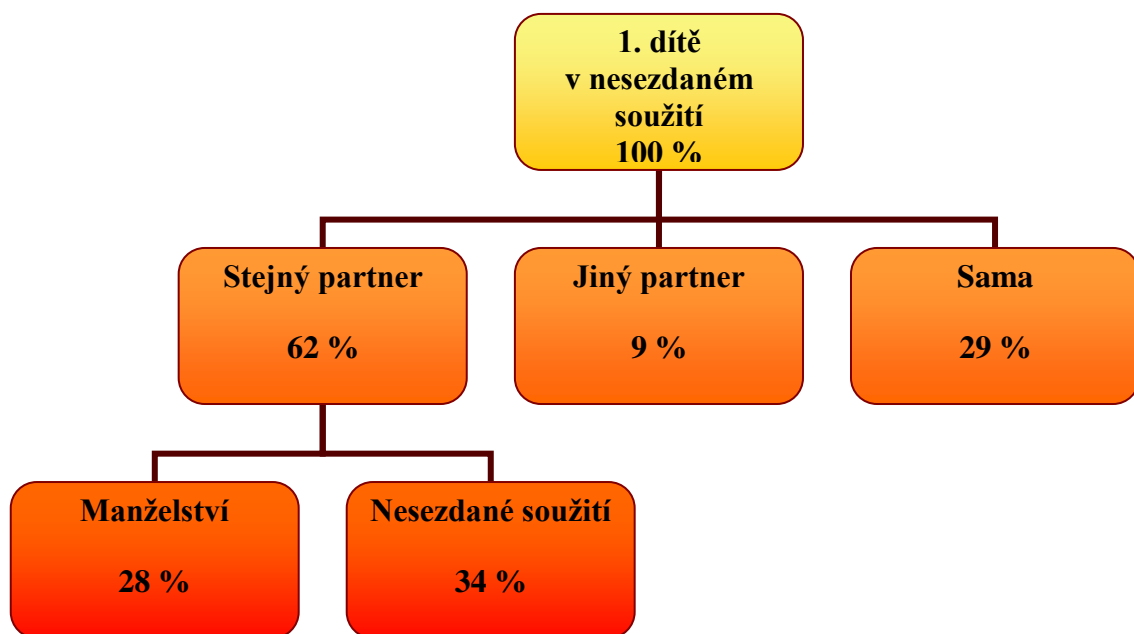 1. dítě
v nesezdaném
soužití
100 %
Stejný partner
62 %
Jiný partner
9 %
Sama
29 %
Manželství
28 %
Nesezdané soužití
34 %